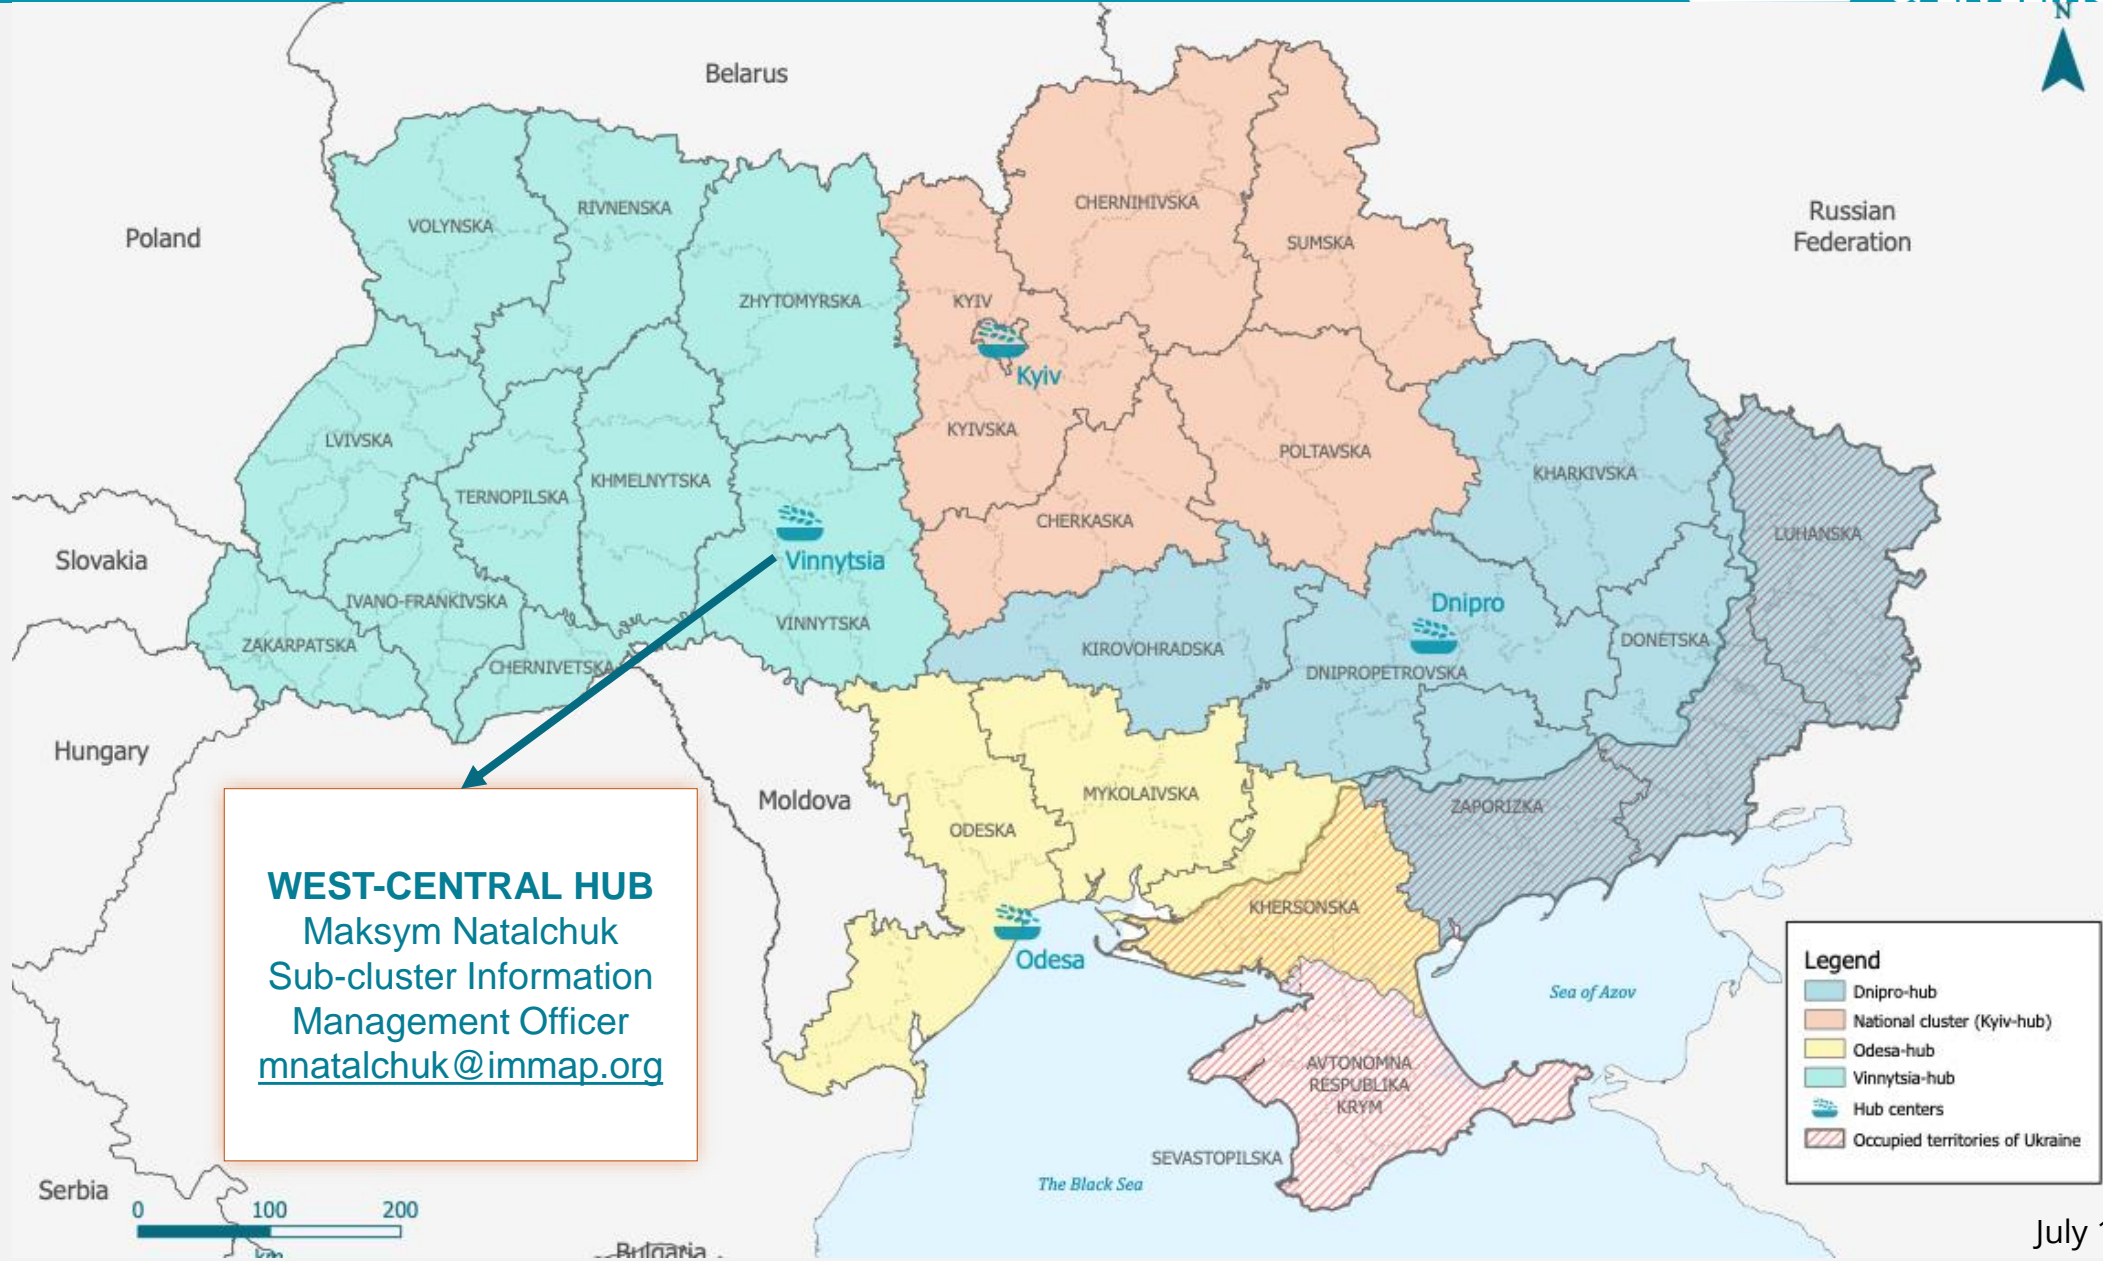 N
Belarus
Poland
Russian
Federation
VOLYNSKA
RIVNENSKA
ZHYTOMYRSKA
CHERNIHIVSKA
SUMSKA
KYIV
Kyiv
KYIVSKA
LVIVSKA
TERNOPILSKA
KHMELNYTSKA
POLTAVSKA
KHARKIVSKA
CHERKASKA
LUHANSKA
Slovakia
Vinnytsia
IVANO-FRANKIVSKA
ZAKARPATSKA
CHERNIVETSKA
VINNYTSKA
KIROVOHRADSKA
Dnipro
DNIPROPETROVSKA
DONETSKA
Hungary
Moldova
ODESKA
MYKOLAIVSKA
ZAPORIZKA
KHERSONSKA
Odesa
WEST-CENTRAL HUB
Maksym Natalchuk
Sub-cluster Information
Management Officer
mnatalchuk@immap.org
Sea of Azov
AVTONOMNA
RESPUBLIKA
KRYM
SEVASTOPILSKA
The Black Sea
Legend
Dnipro-hub
National cluster (Kyiv-hub)
Odesa-hub
Vinnytsia-hub
Hub centers
Occupied territories of Ukraine
Serbia
0 100 200
km
Bulgaria
July